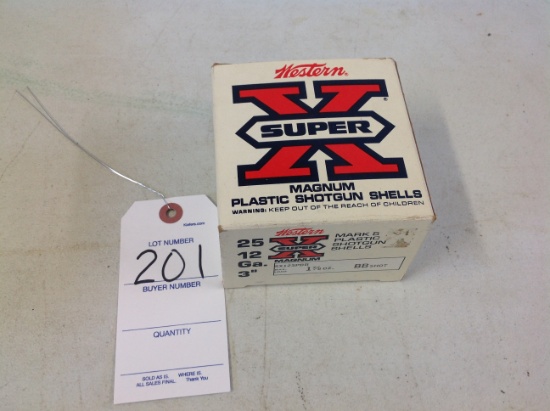 Western
SUPER
X
MAGNUM
PLASTIC SHOTGUN SHELLS
WARNING: KEEP OUT OF THE REACH OF CHILDREN
25
12
Ga.
3"
Western
X
SUPER
MAGNUM
MARK 5
PLASTIC
SHOTGUN
SHELLS
BB SHOT
LOT NUMBER
201
BUYER NUMBER
QUANTITY
SOLD AS IS. WHERE IS.
ALL SALES FINAL. Thank You